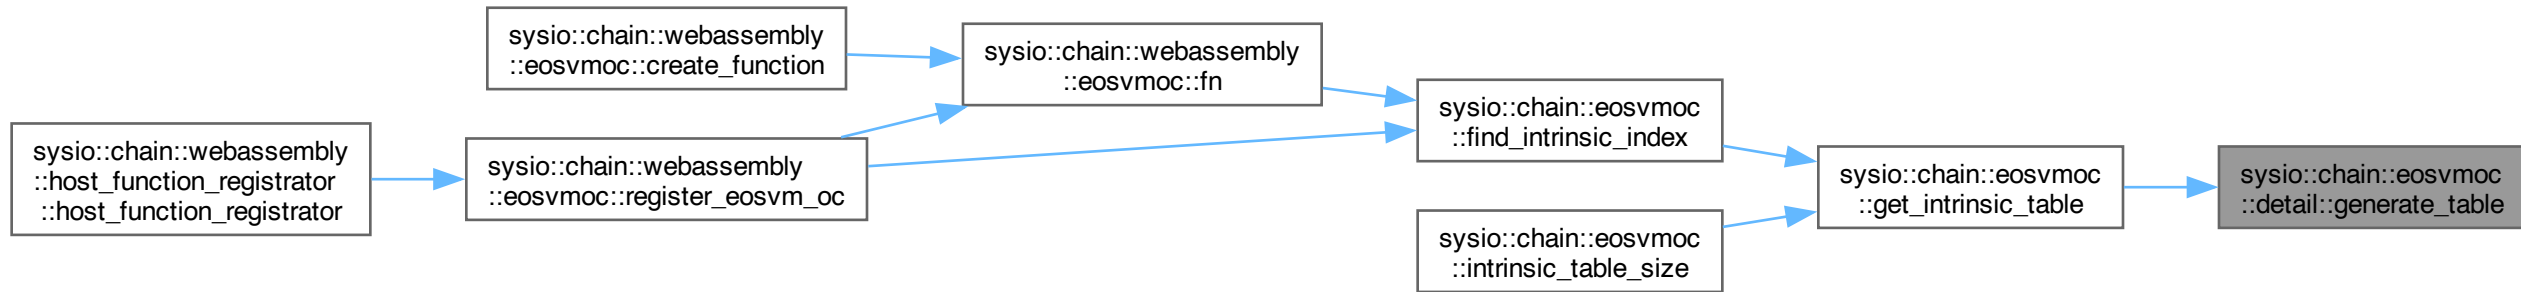 sysio::chain::webassembly
::host_function_registrator
::host_function_registrator
sysio::chain::webassembly
::eosvmoc::create_function
sysio::chain::webassembly
::eosvmoc::register_eosvm_oc
sysio::chain::webassembly
::eosvmoc::fn
sysio::chain::eosvmoc
::find_intrinsic_index
sysio::chain::eosvmoc
::intrinsic_table_size
sysio::chain::eosvmoc
::get_intrinsic_table
sysio::chain::eosvmoc
::detail::generate_table